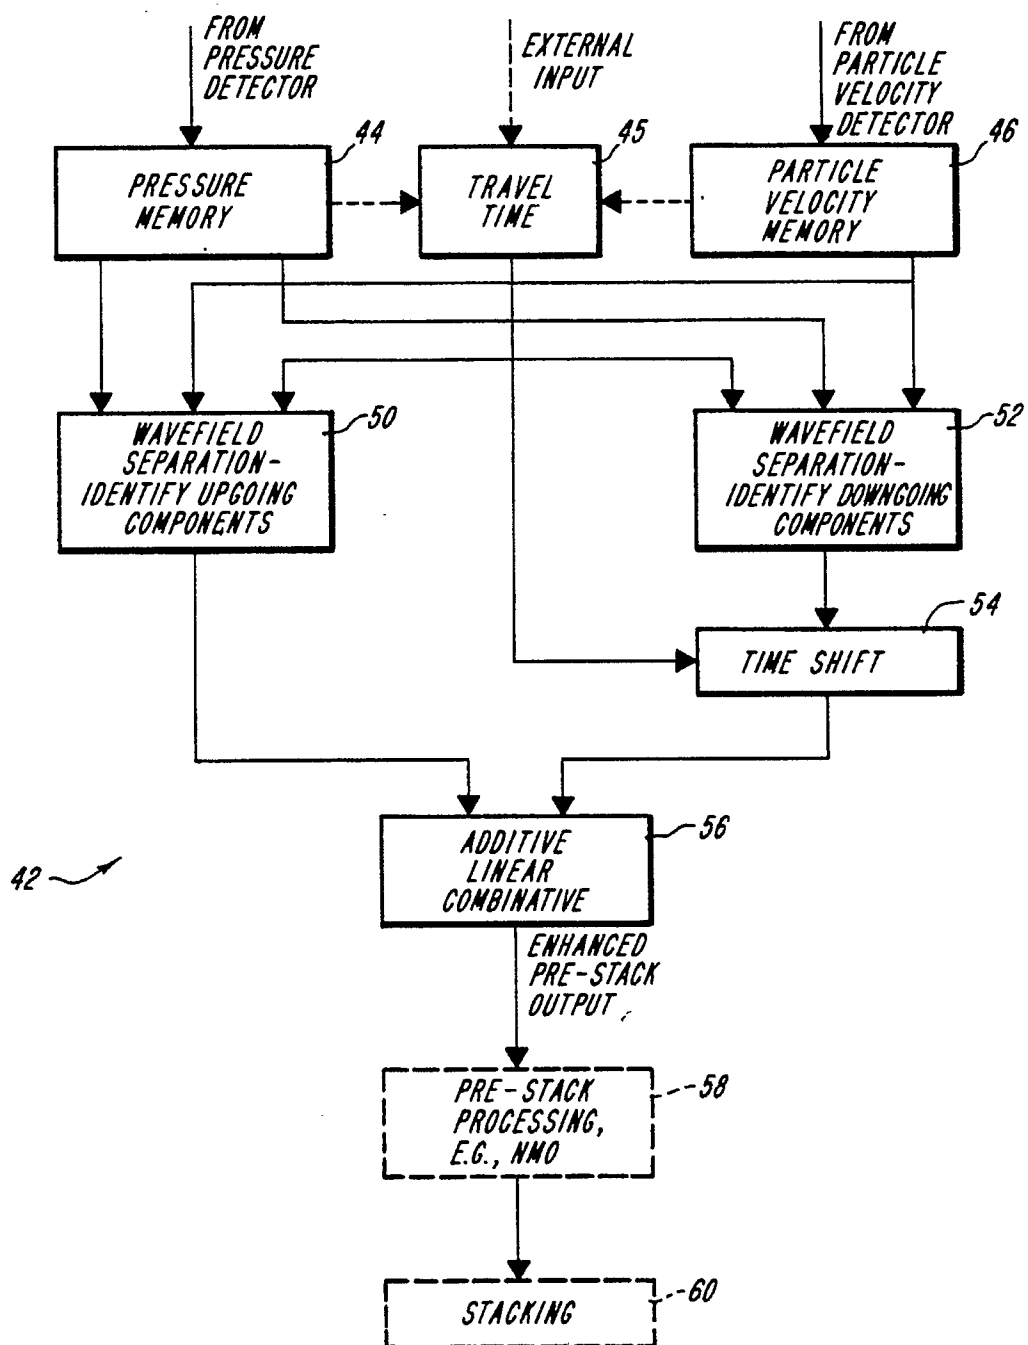 FROM
PRESSURE
DETECTOR
EXTERNAL
INPUT
FROM
PARTICLE
VELOCITY
DETECTOR
44
PRESSURE
MEMORY
45
TRAVEL
TIME
46
PARTICLE
VELOCITY
MEMORY
50
WAVEFIELD
SEPARATION-
IDENTIFY UPGOING
COMPONENTS
52
WAVEFIELD
SEPARATION-
IDENTIFY DOWNGOING
COMPONENTS
54
TIME SHIFT
56
ADDITIVE
LINEAR
COMBINATIVE
42
ENHANCED
PRE-STACK
OUTPUT
58
PRE-STACK
PROCESSING,
E.G., NMO
60
STACKING